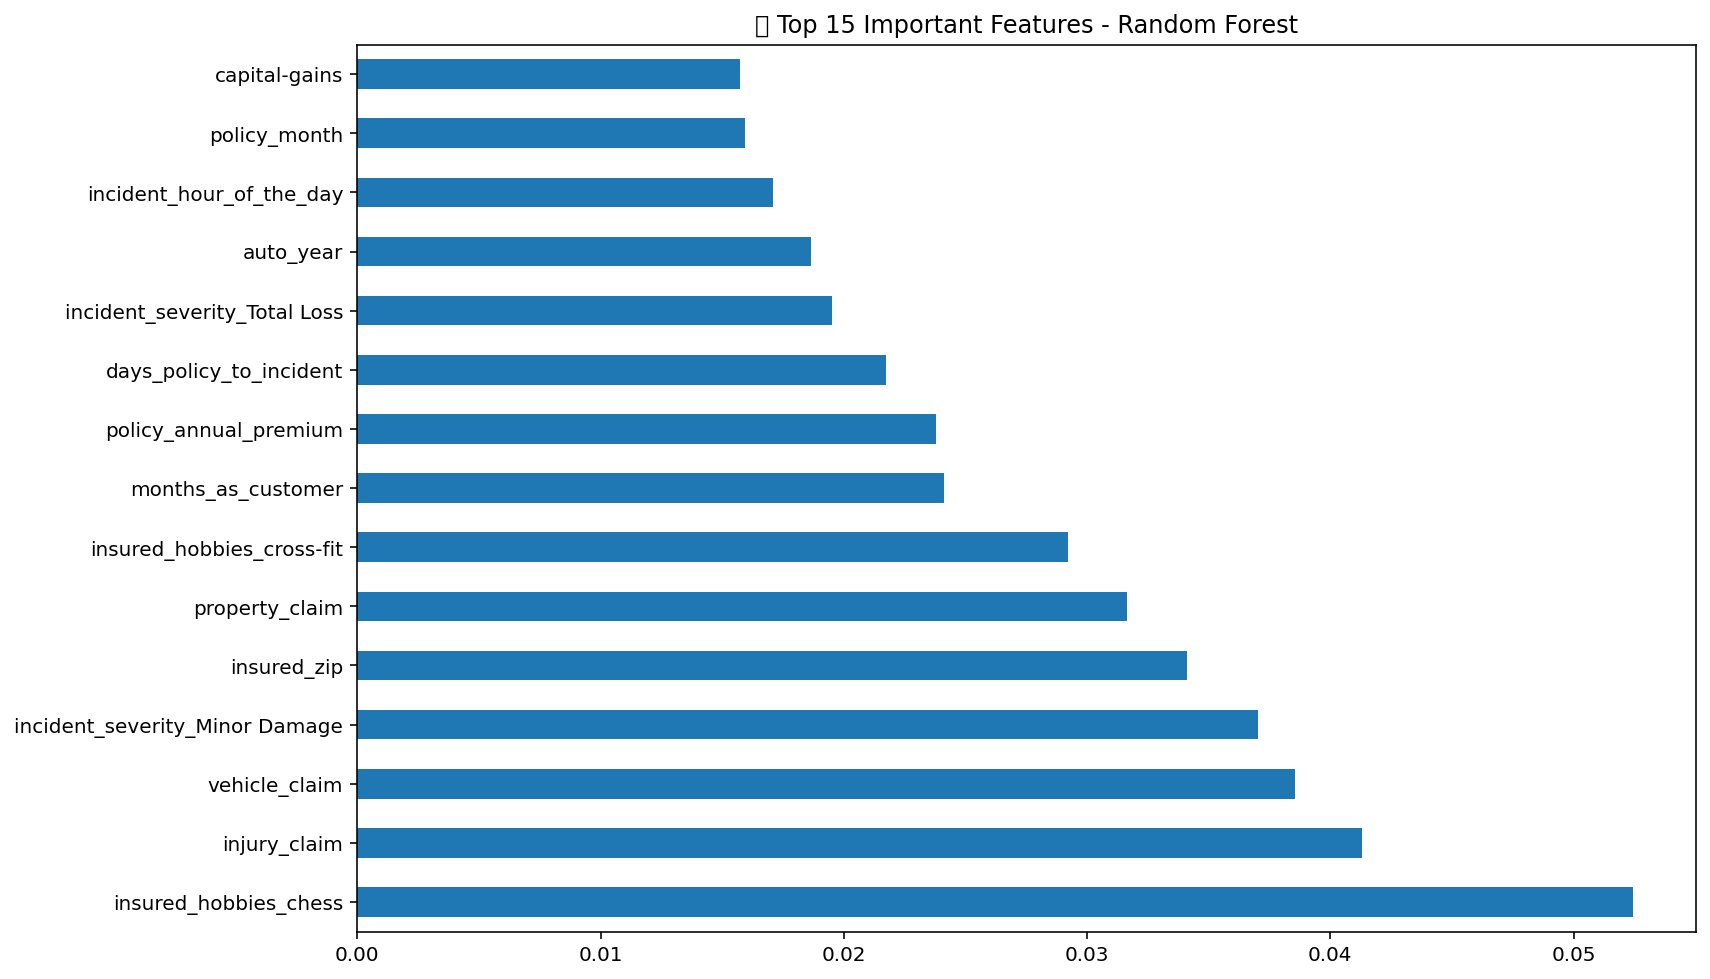 ▯ Top 15 Important Features - Random Forest
capital-gains
policy_month
incident_hour_of_the_day
auto_year
incident_severity_Total Loss
days_policy_to_incident
policy_annual_premium
months_as_customer
insured_hobbies_cross-fit
property_claim
insured_zip
incident_severity_Minor Damage
vehicle_claim
injury_claim
insured_hobbies_chess
0.00 0.01 0.02 0.03 0.04 0.05